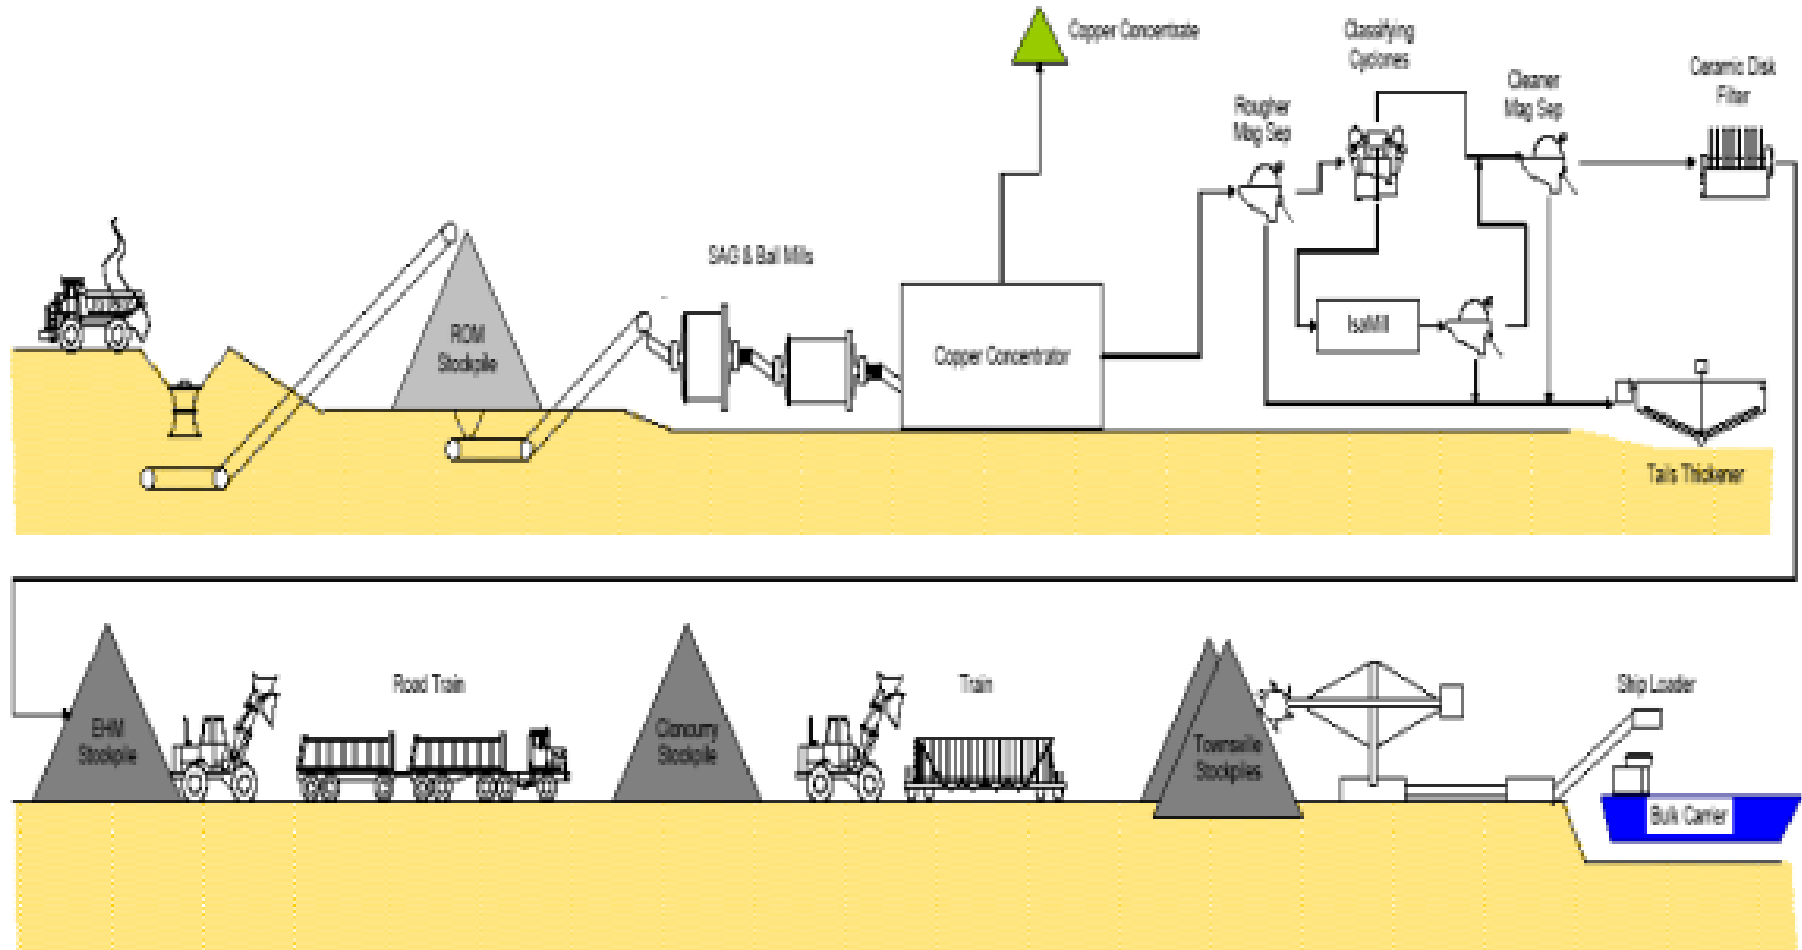 Copper Concentrate
Classifying
Cyclones
Ceramic Disk
Filter
Cleaner
Mag Sep
Rougher
Mag Sep
SAG & Ball Mills
ROM
Stockpile
Copper Concentrator
IsaMill
Tails Thickener
EHM
Stockpile
Road Train
Cloncurry
Stockpile
Train
Townsville
Stockpiles
Ship Loader
Bulk Carrier